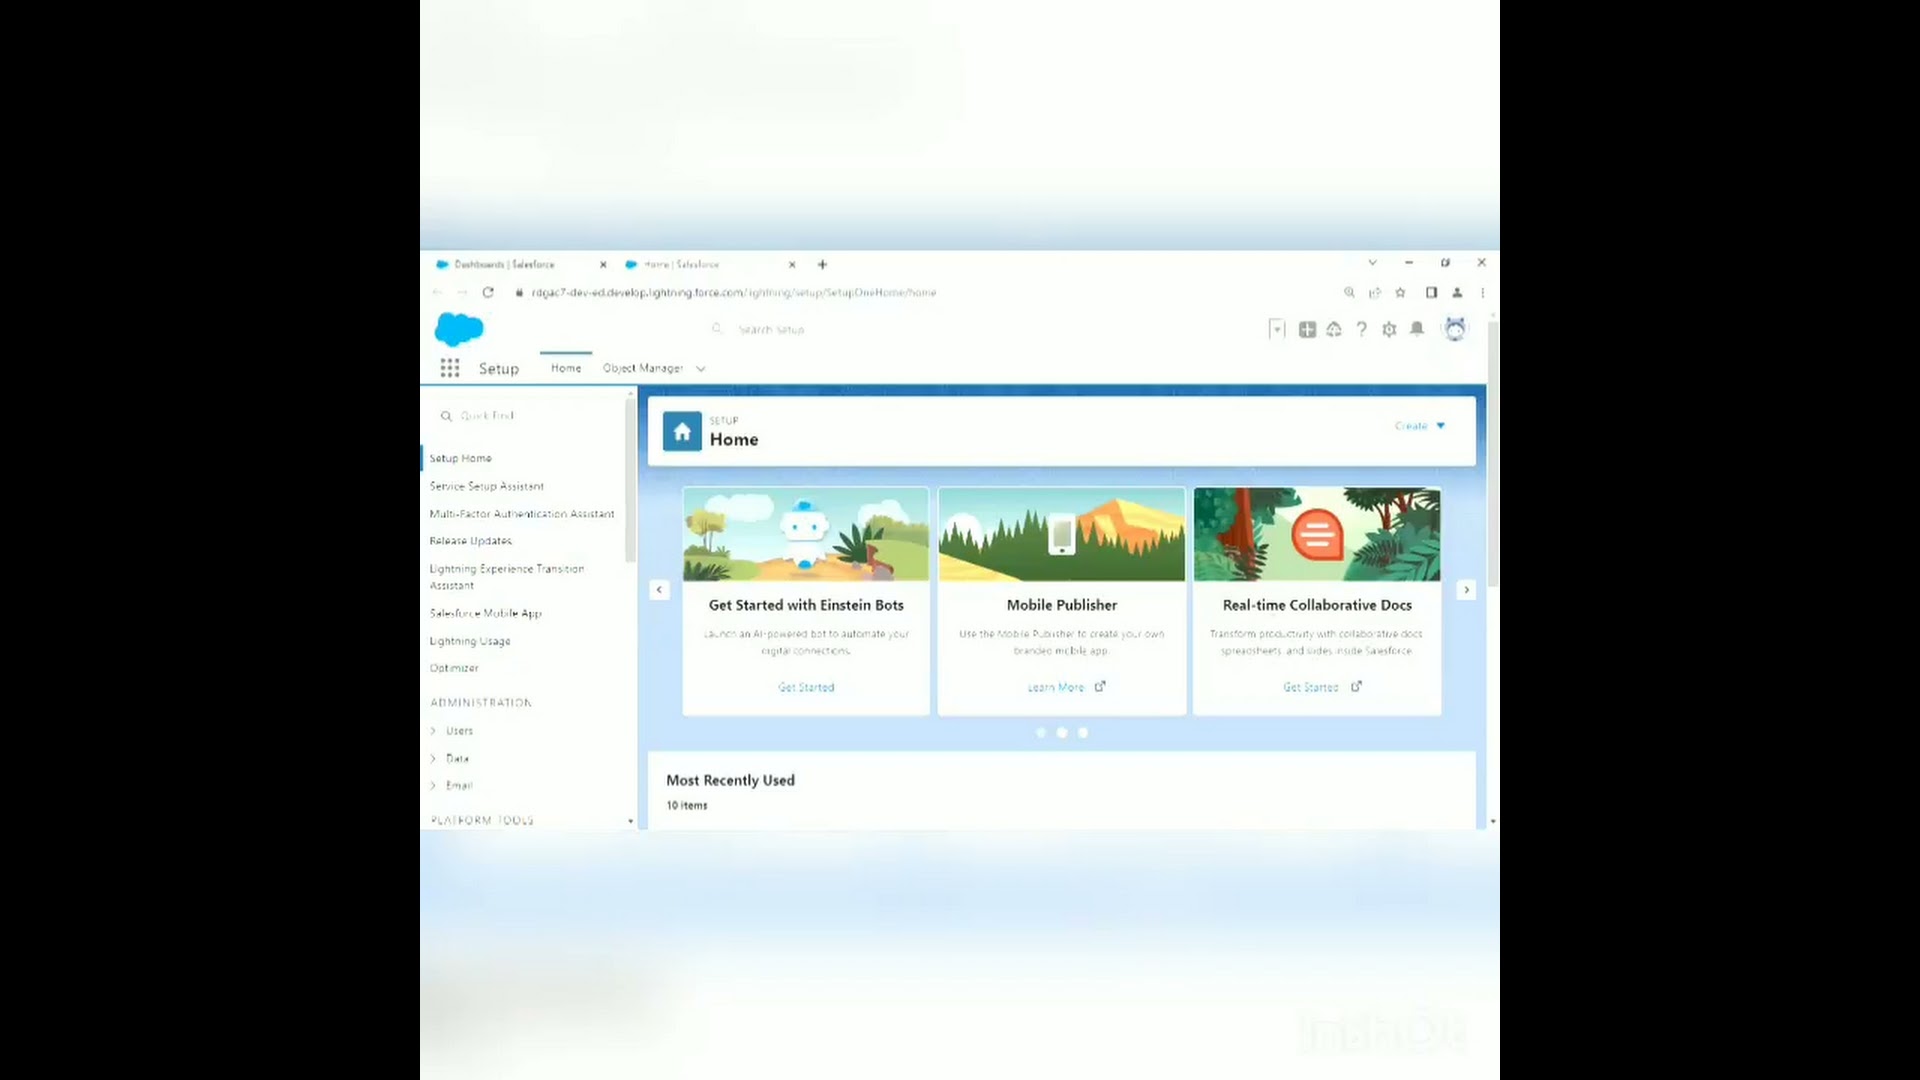 Dashboards | Salesforce
Home | Salesforce
rdgac7-dev-ed.develop.lightning.force.com/lightning/setup/SetupOneHome/home
Search Setup
Setup
Home
Object Manager
Quick Find
Setup Home
Service Setup Assistant
Multi-Factor Authentication Assistant
Release Updates
Lightning Experience Transition
Assistant
Salesforce Mobile App
Lightning Usage
Optimizer
ADMINISTRATION
Users
Data
Email
PLATFORM TOOLS
SETUP
Home
Create
Get Started with Einstein Bots
Launch an AI-powered bot to automate your
digital connections.
Get Started
Mobile Publisher
Use the Mobile Publisher to create your own
branded mobile app.
Learn More
Real-time Collaborative Docs
Transform productivity with collaborative docs,
spreadsheets, and slides inside Salesforce.
Get Started
Most Recently Used
10 items